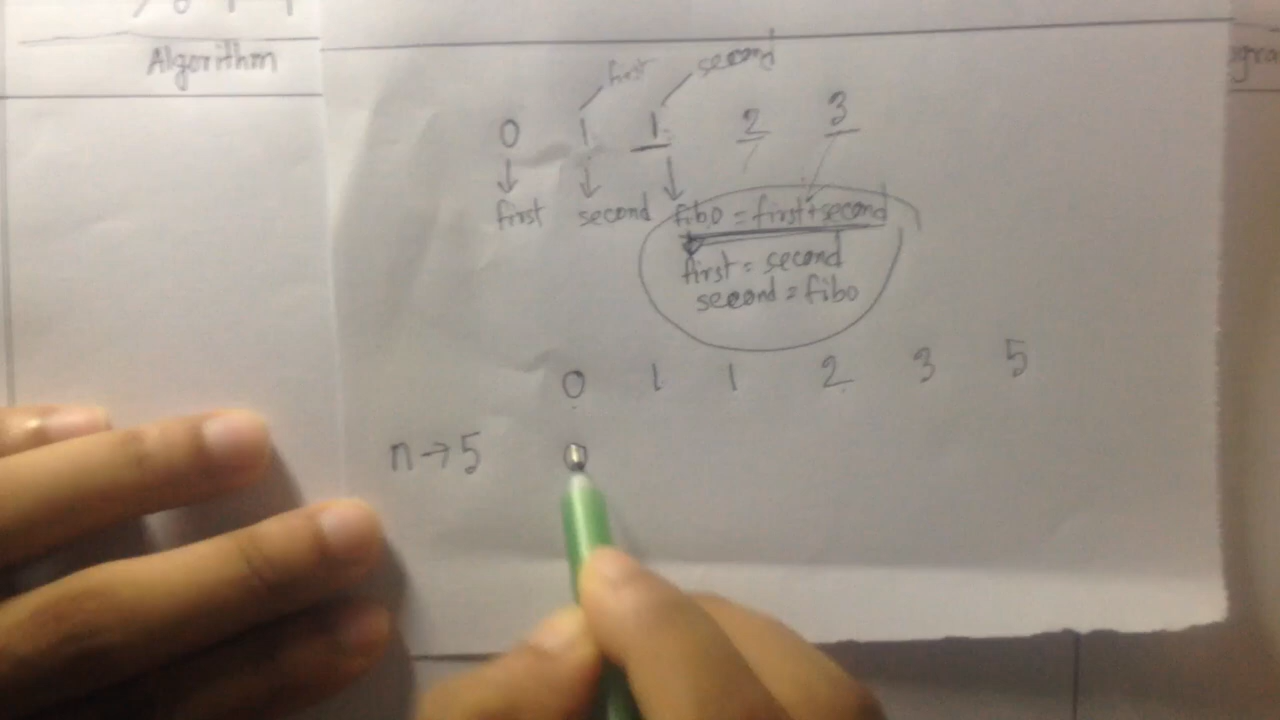 Algorithm
first second
0 1 1 2 3
first second fibo = first+second
first = second
second = fibo
0 1 1 2 3 5
n→5 0